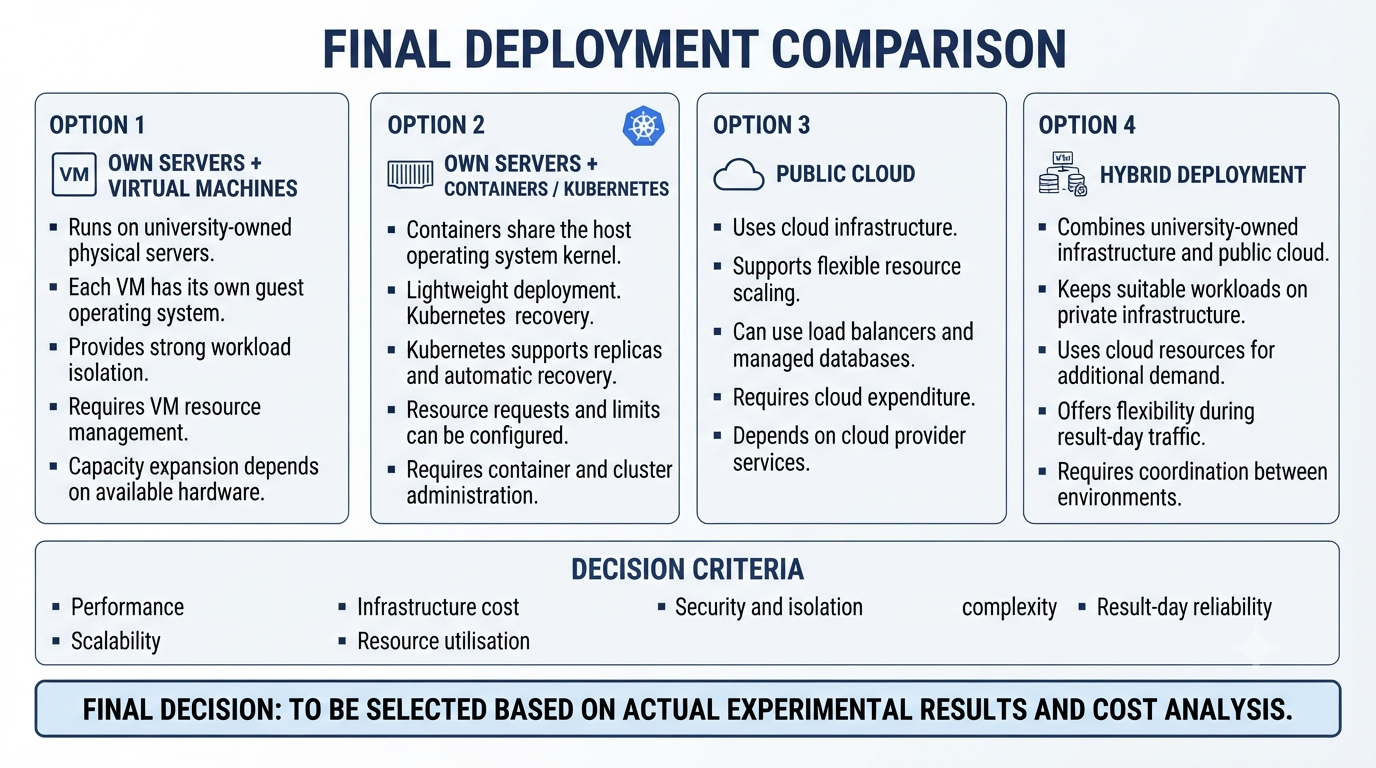 FINAL DEPLOYMENT COMPARISON
OPTION 1
VM
OWN SERVERS +
VIRTUAL MACHINES
▪ Runs on university-owned
physical servers.
▪ Each VM has its own guest
operating system.
▪ Provides strong workload
isolation.
▪ Requires VM resource
management.
▪ Capacity expansion depends
on available hardware.
OPTION 2
OWN SERVERS +
CONTAINERS / KUBERNETES
▪ Containers share the host
operating system kernel.
▪ Lightweight deployment.
Kubernetes recovery.
▪ Kubernetes supports replicas
and automatic recovery.
▪ Resource requests and limits
can be configured.
▪ Requires container and cluster
administration.
OPTION 3
PUBLIC CLOUD
▪ Uses cloud infrastructure.
▪ Supports flexible resource
scaling.
▪ Can use load balancers and
managed databases.
▪ Requires cloud expenditure.
▪ Depends on cloud provider
services.
OPTION 4
HYBRID DEPLOYMENT
▪ Combines university-owned
infrastructure and public cloud.
▪ Keeps suitable workloads on
private infrastructure.
▪ Uses cloud resources for
additional demand.
▪ Offers flexibility during
result-day traffic.
▪ Requires coordination between
environments.
DECISION CRITERIA
▪ Performance
▪ Scalability
▪ Infrastructure cost
▪ Resource utilisation
▪ Security and isolation
complexity
▪ Result-day reliability
FINAL DECISION: TO BE SELECTED BASED ON ACTUAL EXPERIMENTAL RESULTS AND COST ANALYSIS.